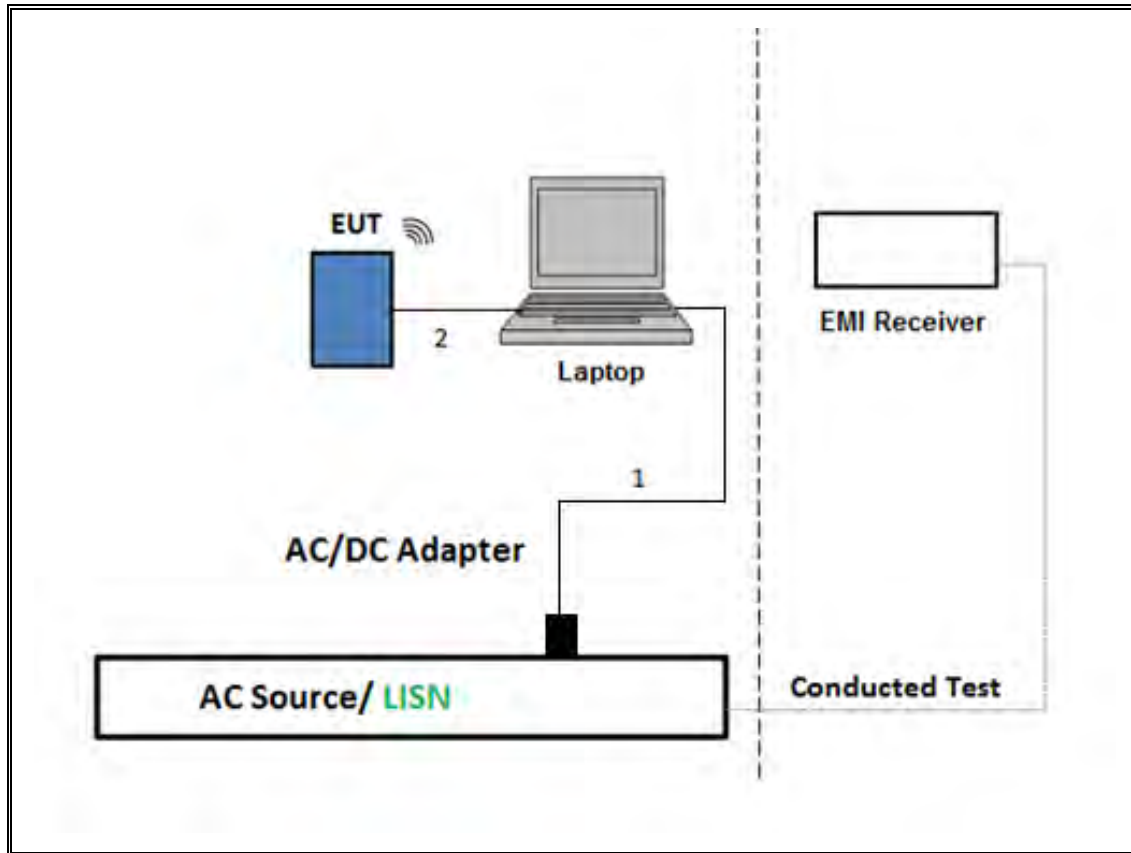 EUT
2
Laptop
EMI Receiver
1
AC/DC Adapter
AC Source/ LISN
Conducted Test